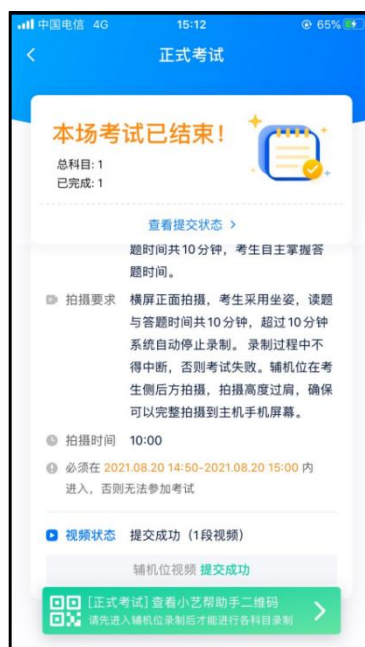 中国电信 4G 15:12 65%
正式考试
本场考试已结束！
总科目: 1
已完成: 1
查看提交状态 >
题时间共10分钟，考生自主掌握答
题时间。
拍摄要求 横屏正面拍摄，考生采用坐姿，读题
与答题时间共10分钟，超过10分钟
系统自动停止录制。录制过程中不
得中断，否则考试失败。辅机位在考
生侧后方拍摄，拍摄高度过肩，确保
可以完整拍摄到主机手机屏幕。
拍摄时间 10:00
必须在 2021.08.20 14:50-2021.08.20 15:00 内
进入，否则无法参加考试
视频状态 提交成功（1段视频）
辅机位视频 提交成功
[正式考试] 查看小艺帮助手二维码
请先进入辅机位录制后才能进行各科目录制